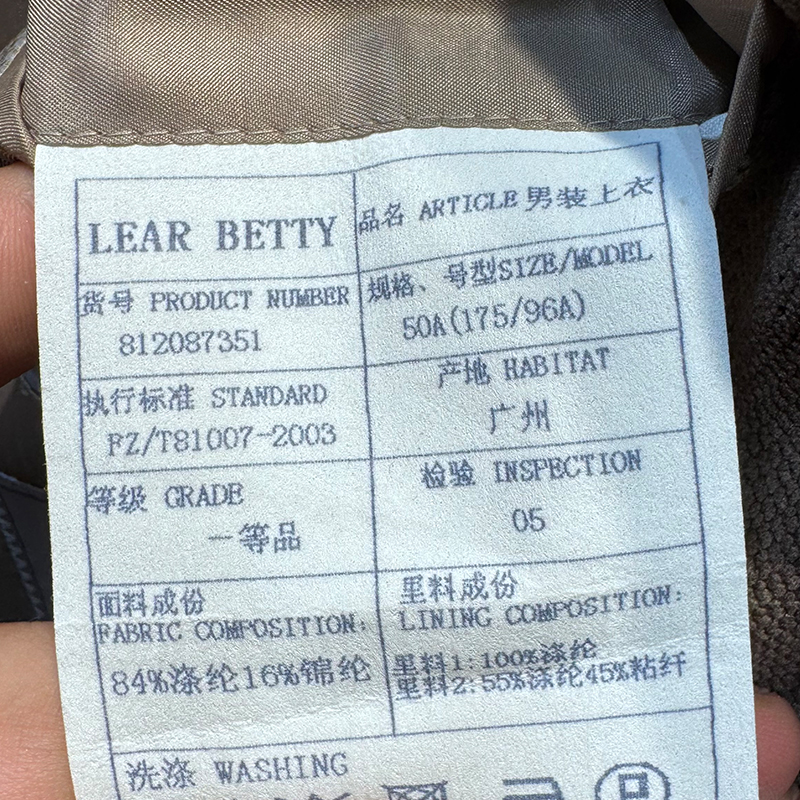 LEAR BETTY
品名 ARTICLE 男装上衣
货号 PRODUCT NUMBER
812087351
规格、号型SIZE/MODEL
50A(175/96A)
执行标准 STANDARD
FZ/T81007-2003
产地 HABITAT
广州
等级 GRADE
一等品
检验 INSPECTION
05
面料成份
FABRIC COMPOSITION:
84%涤纶16%锦纶
里料成份
LINING COMPOSITION:
里料1:100%涤纶
里料2:55%涤纶45%粘纤
洗涤 WASHING